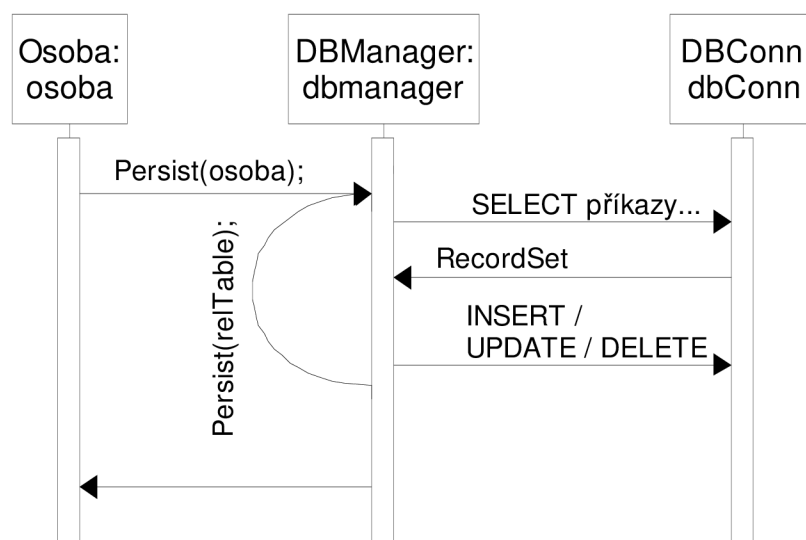 Osoba:
osoba
DBManager:
dbmanager
DBConn
dbConn
Persist(osoba);
SELECT příkazy...
RecordSet
Persist(relTable);
INSERT /
UPDATE / DELETE